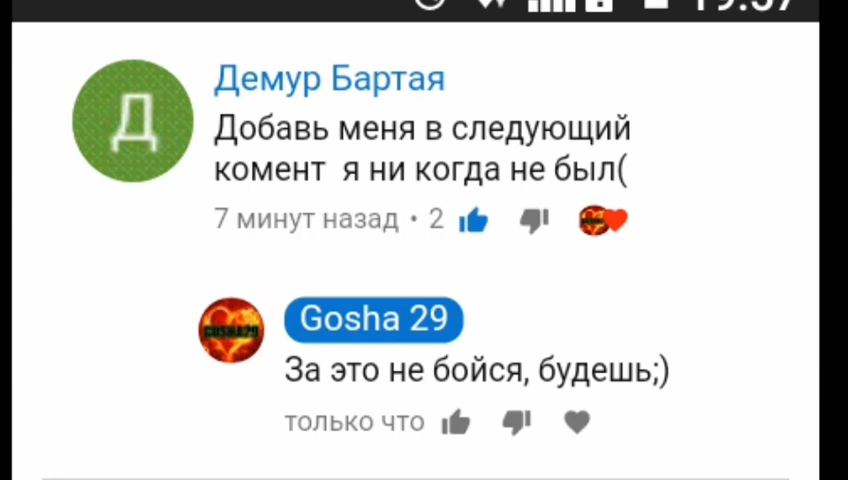 Демур Бартая
Д
Добавь меня в следующий
комент я ни когда не был(
7 минут назад • 2
GOSHA29
Gosha 29
За это не бойся, будешь;)
только что